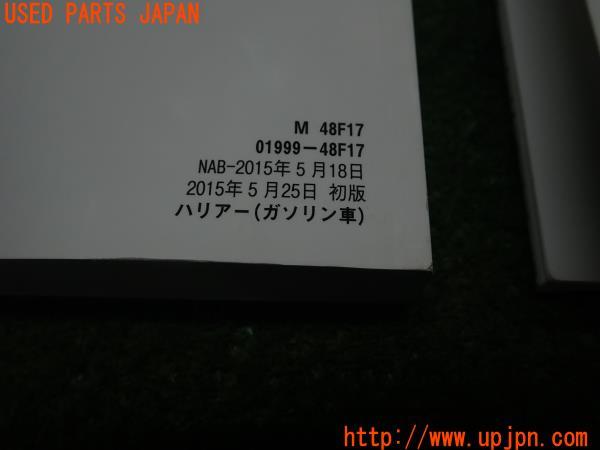 USED PARTS JAPAN
M 48F17
01999-48F17
NAB-2015年5月18日
2015年5月25日 初版
ハリアー(ガソリン車)
http://www.upjpn.com